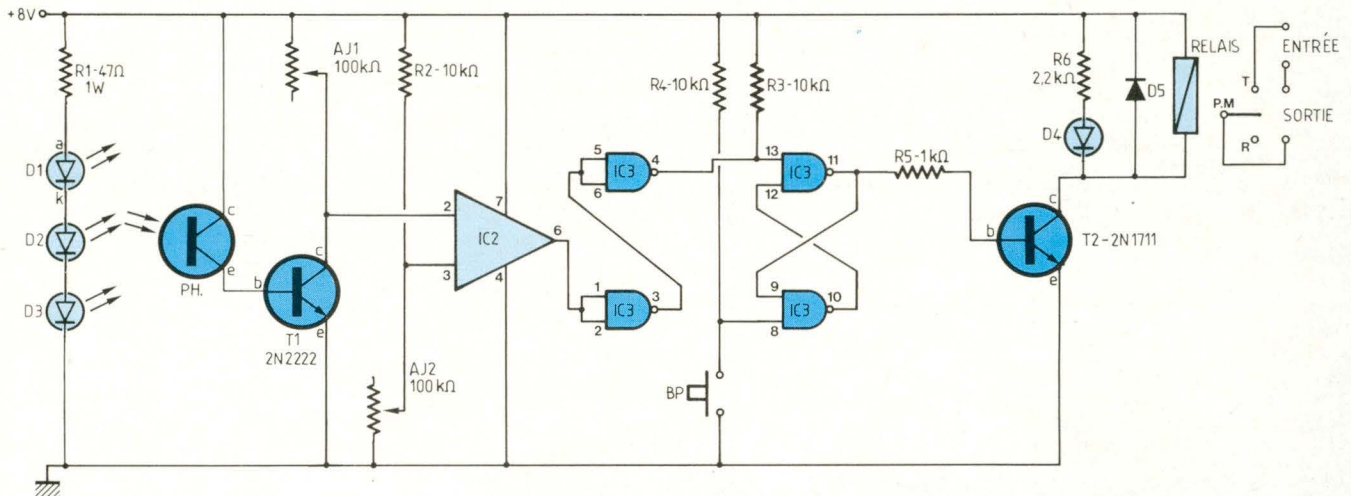 +8V
R1-47Ω
1W
a
D1
k
D2
D3
c
e
PH.
b
c
e
T1
2N2222
AJ1
100kΩ
R2-10kΩ
AJ2
100kΩ
2
3
7
4
6
IC2
5
6
4
IC3
1
2
3
IC3
R4-10kΩ
R3-10kΩ
BP
13
12
11
IC3
9
8
10
IC3
R5-1kΩ
b
c
e
T2-2N1711
R6
2,2kΩ
D4
D5
RELAIS
ENTRÉE
T
P.M
SORTIE
R